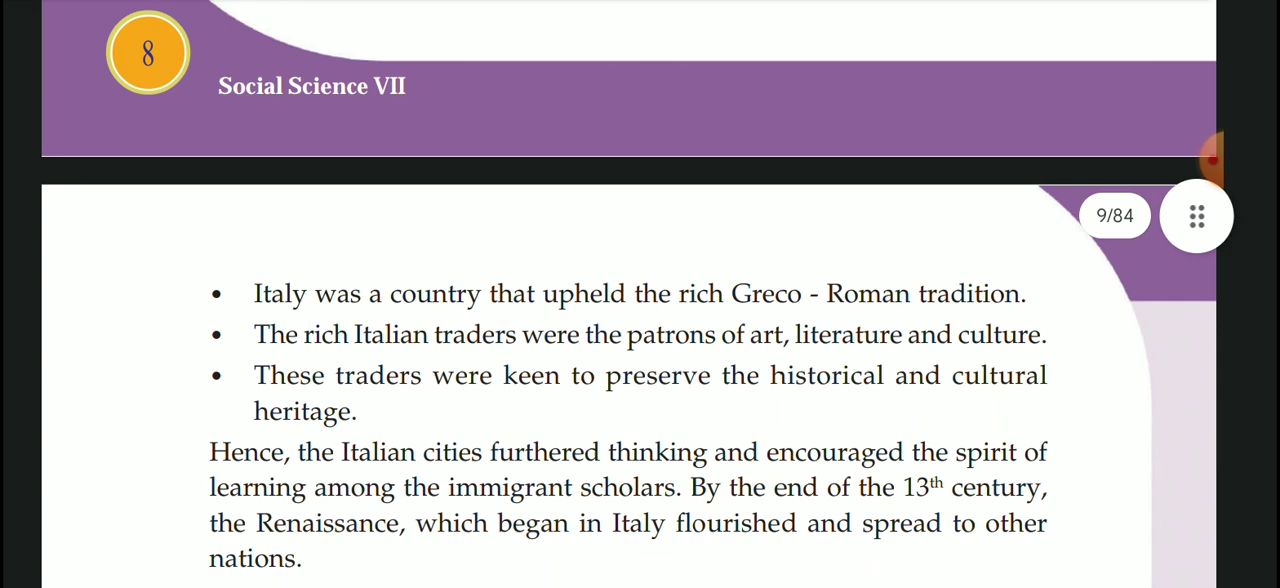 8
Social Science VII
9/84
• Italy was a country that upheld the rich Greco - Roman tradition.
• The rich Italian traders were the patrons of art, literature and culture.
• These traders were keen to preserve the historical and cultural
heritage.
Hence, the Italian cities furthered thinking and encouraged the spirit of
learning among the immigrant scholars. By the end of the 13th century,
the Renaissance, which began in Italy flourished and spread to other
nations.